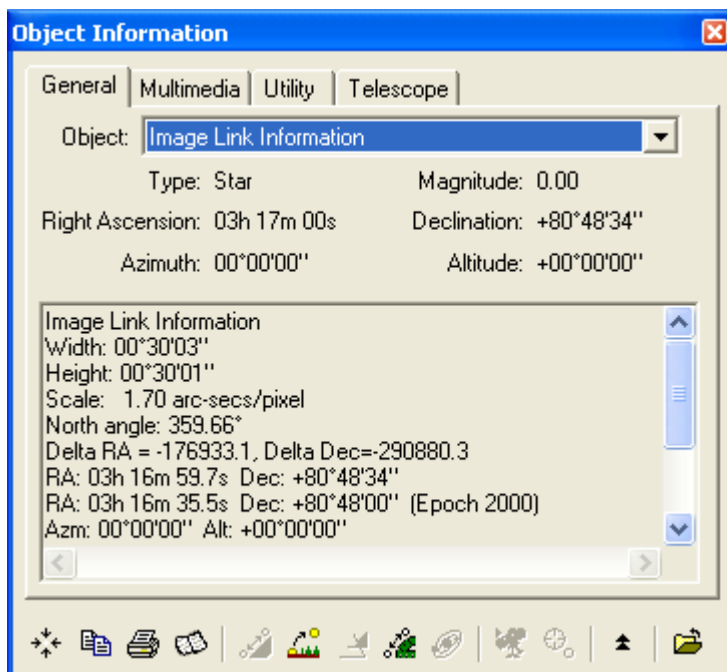 Object Information
General Multimedia Utility Telescope
Object: Image Link Information
Type: Star Magnitude: 0.00
Right Ascension: 03h 17m 00s Declination: +80°48'34"
Azimuth: 00°00'00" Altitude: +00°00'00"
Image Link Information
Width: 00°30'03"
Height: 00°30'01"
Scale: 1.70 arc-secs/pixel
North angle: 359.66°
Delta RA = -176933.1, Delta Dec=-290880.3
RA: 03h 16m 59.7s Dec: +80°48'34"
RA: 03h 16m 35.5s Dec: +80°48'00" (Epoch 2000)
Azm: 00°00'00" Alt: +00°00'00"